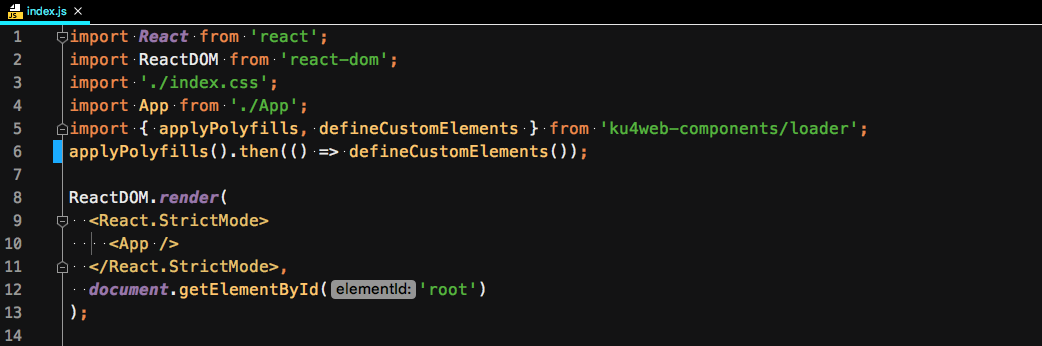 JS index.js ×
1 import React from 'react';
2 import ReactDOM from 'react-dom';
3 import './index.css';
4 import App from './App';
5 import { applyPolyfills, defineCustomElements } from 'ku4web-components/loader';
6 applyPolyfills().then(() => defineCustomElements());
7
8 ReactDOM.render(
9   <React.StrictMode>
10     <App />
11   </React.StrictMode>,
12   document.getElementById( elementId: 'root')
13 );
14